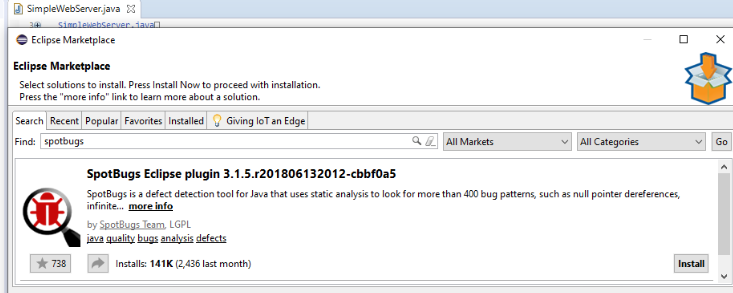 SimpleWebServer.java
SimpleWebServer.java
Eclipse Marketplace
Eclipse Marketplace
Select solutions to install. Press Install Now to proceed with installation.
Press the "more info" link to learn more about a solution.
Search Recent Popular Favorites Installed Giving IoT an Edge
Find: spotbugs All Markets All Categories Go
SpotBugs Eclipse plugin 3.1.5.r201806132012-cbbf0a5
SpotBugs is a defect detection tool for Java that uses static analysis to look for more than 400 bug patterns, such as null pointer dereferences,
infinite... more info
by SpotBugs Team, LGPL
java quality bugs analysis defects
738 Installs: 141K (2,436 last month) Install